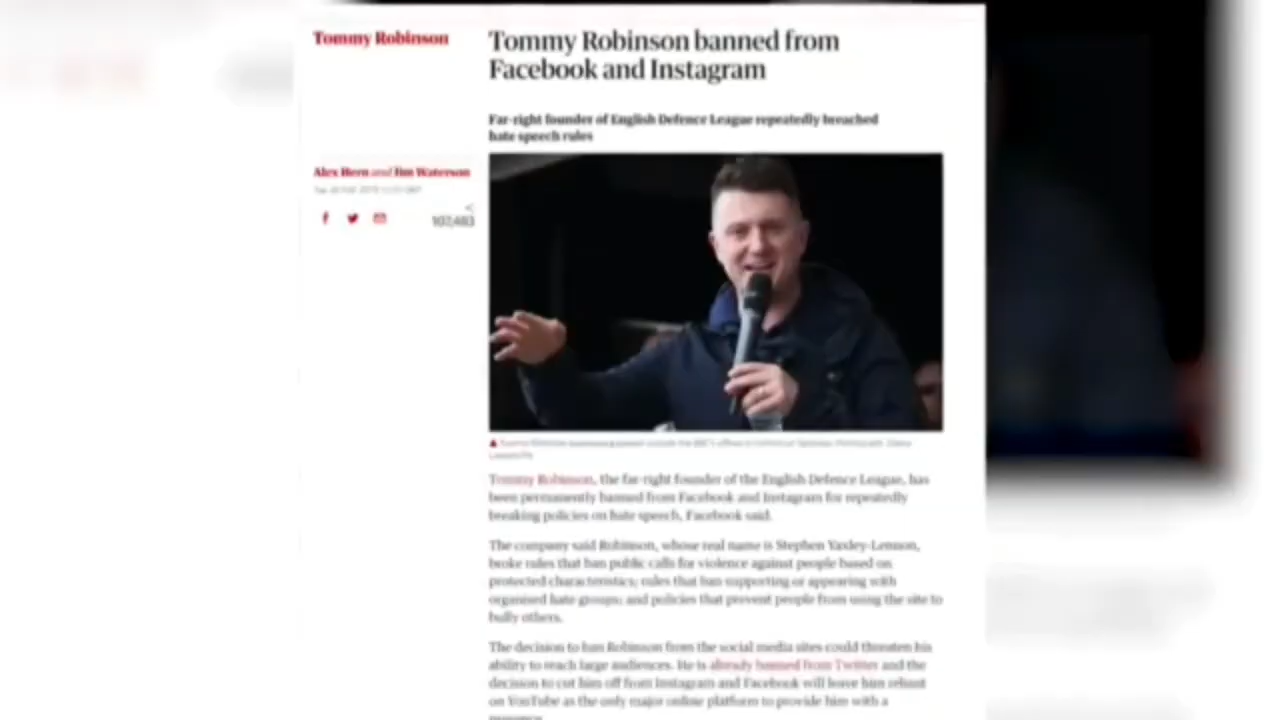 Tommy Robinson
Tommy Robinson banned from
Facebook and Instagram
Far-right founder of English Defence League repeatedly breached
hate speech rules
Alex Hern and Jim Waterson
107,483
Tommy Robinson, the far-right founder of the English Defence League, has
been permanently banned from Facebook and Instagram for repeatedly
breaking policies on hate speech, Facebook said.
The company said Robinson, whose real name is Stephen Yaxley-Lennon,
broke rules that ban public calls for violence against people based on
protected characteristics; rules that ban supporting or appearing with
organised hate groups; and policies that prevent people from using the site to
bully others.
The decision to ban Robinson from the social media sites could threaten his
ability to reach large audiences. He is already banned from Twitter and the
decision to cut him off from Instagram and Facebook will leave him reliant
on YouTube as the only major online platform to provide him with a